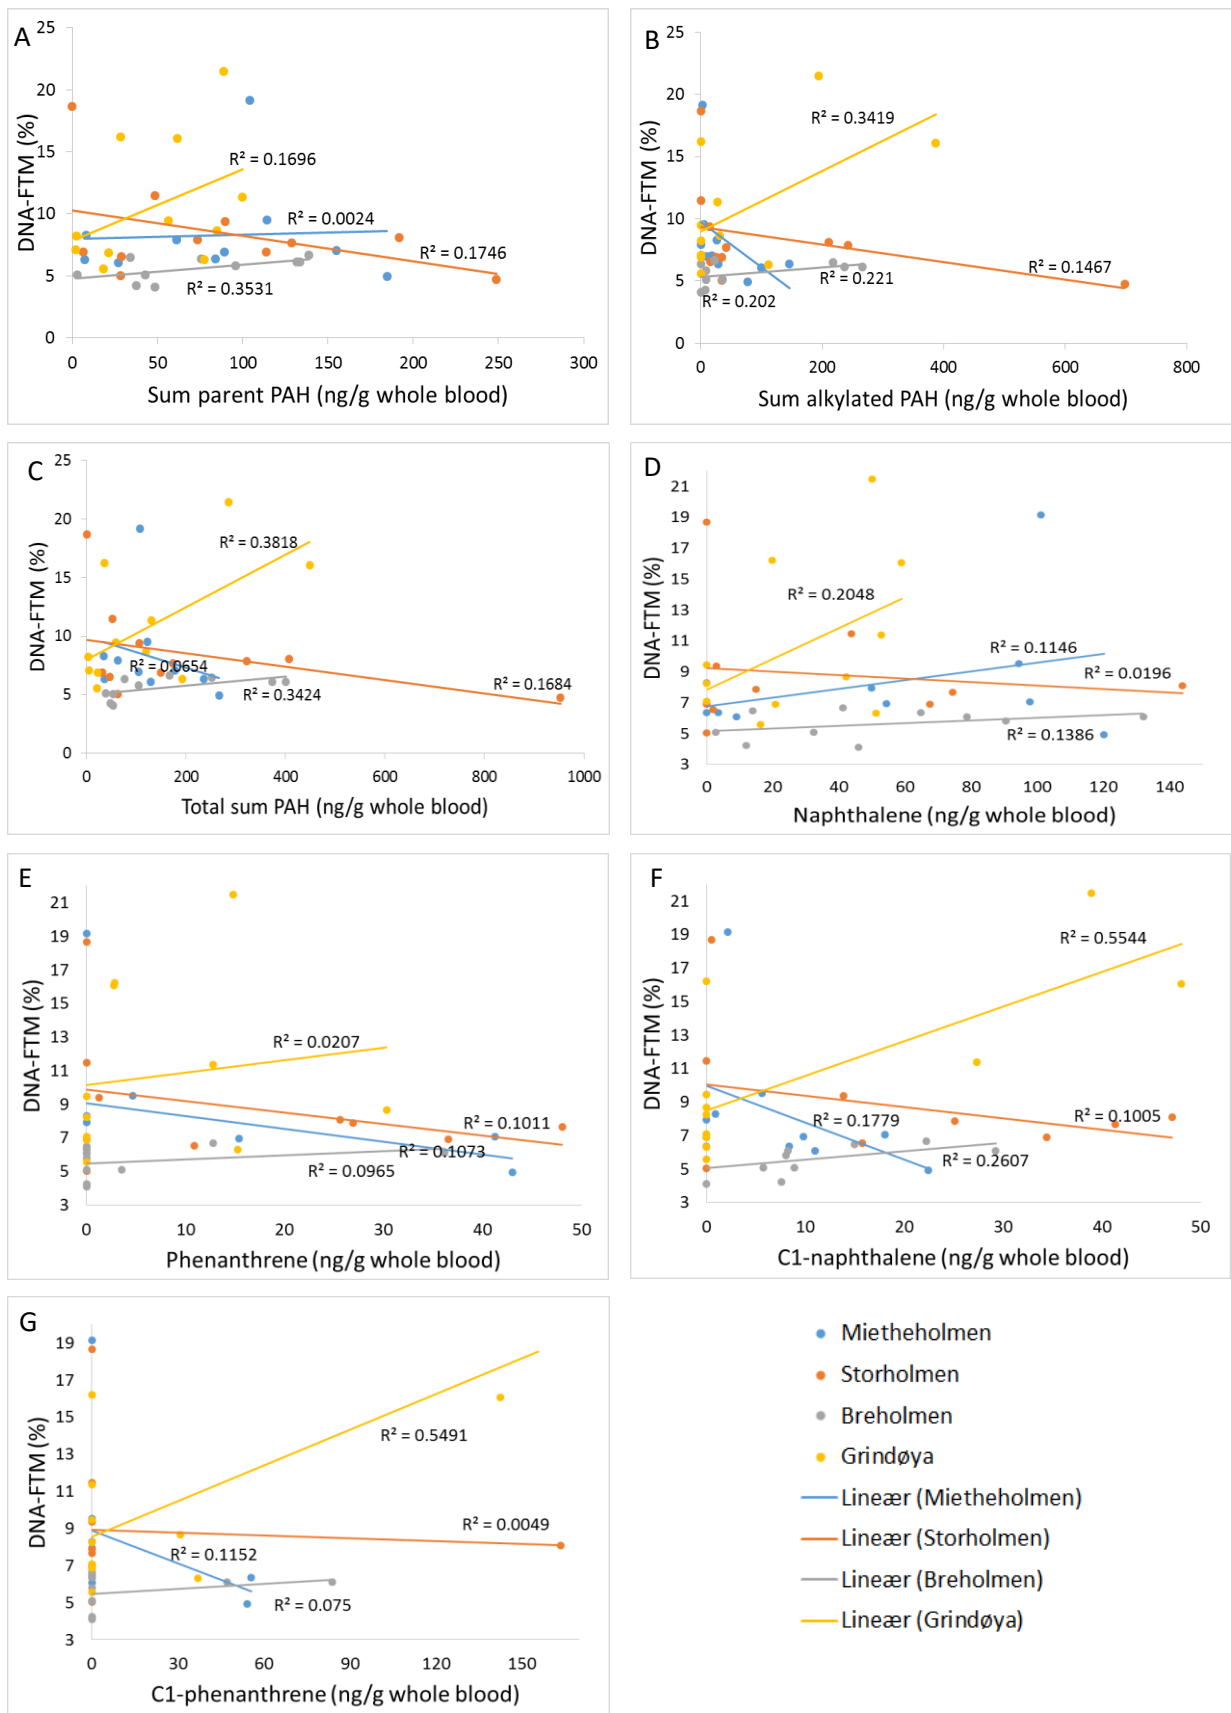 A
25
20
15
10
5
0
DNA-FTM (%)
R² = 0.1696
R² = 0.0024
R² = 0.1746
R² = 0.3531
0 50 100 150 200 250 300
Sum parent PAH (ng/g whole blood)
B
25
20
15
10
5
0
DNA-FTM (%)
R² = 0.3419
R² = 0.1467
R² = 0.221
R² = 0.202
0 200 400 600 800
Sum alkylated PAH (ng/g whole blood)
C
25
20
15
10
5
0
DNA-FTM (%)
R² = 0.3818
R² = 0.0654
R² = 0.1684
R² = 0.3424
0 200 400 600 800 1000
Total sum PAH (ng/g whole blood)
D
21
19
17
15
13
11
9
7
5
3
DNA-FTM (%)
R² = 0.2048
R² = 0.1146
R² = 0.0196
R² = 0.1386
0 20 40 60 80 100 120 140
Naphthalene (ng/g whole blood)
E
21
19
17
15
13
11
9
7
5
3
DNA-FTM (%)
R² = 0.0207
R² = 0.1011
R² = 0.1073
R² = 0.0965
0 10 20 30 40 50
Phenanthrene (ng/g whole blood)
F
21
19
17
15
13
11
9
7
5
3
DNA-FTM (%)
R² = 0.5544
R² = 0.1779
R² = 0.1005
R² = 0.2607
0 10 20 30 40 50
C1-naphthalene (ng/g whole blood)
G
19
17
15
13
11
9
7
5
3
DNA-FTM (%)
R² = 0.5491
R² = 0.0049
R² = 0.1152
R² = 0.075
0 30 60 90 120 150
C1-phenanthrene (ng/g whole blood)
Mietheholmen
Storholmen
Breholmen
Grindøya
Lineær (Mietheholmen)
Lineær (Storholmen)
Lineær (Breholmen)
Lineær (Grindøya)